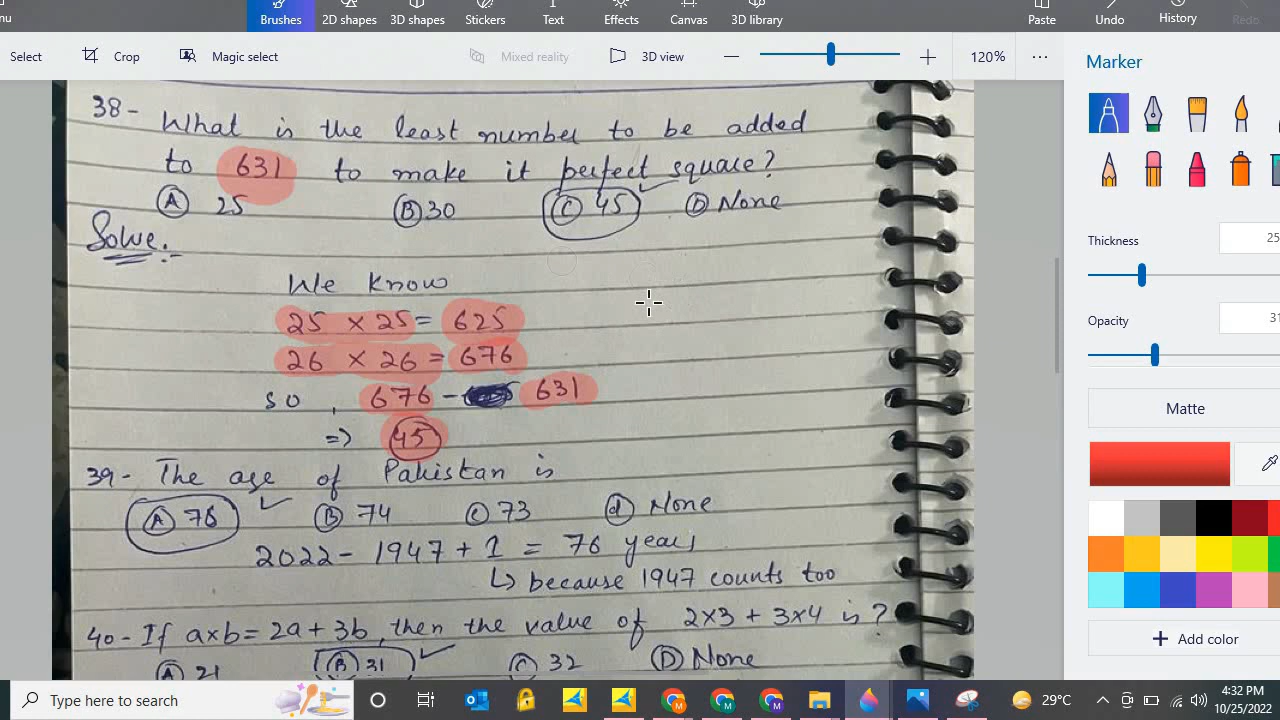 nu
Brushes 2D shapes 3D shapes Stickers Text Effects Canvas 3D library Paste Undo History Redo
Select Crop Magic select Mixed reality 3D view 120%
Marker
38- What is the least number to be added
to 631 to make it perfect square?
(A) 25 (B) 30 (C) 45 (D) None
Solve.
We know
25 × 25 = 625
26 × 26 = 676
so, 676 - 631
=> 45
39- The age of Pakistan is
(A) 76 (B) 74 (C) 73 (d) None
2022 - 1947 + 1 = 76 years
↳ because 1947 counts too
40- If a×b = 2a + 3b, then the value of 2×3 + 3×4 is?
(A) 21 (B) 31 (C) 32 (D) None
Thickness
25
Opacity
31
Matte
+ Add color
Type here to search
29°C
4:32 PM
10/25/2022